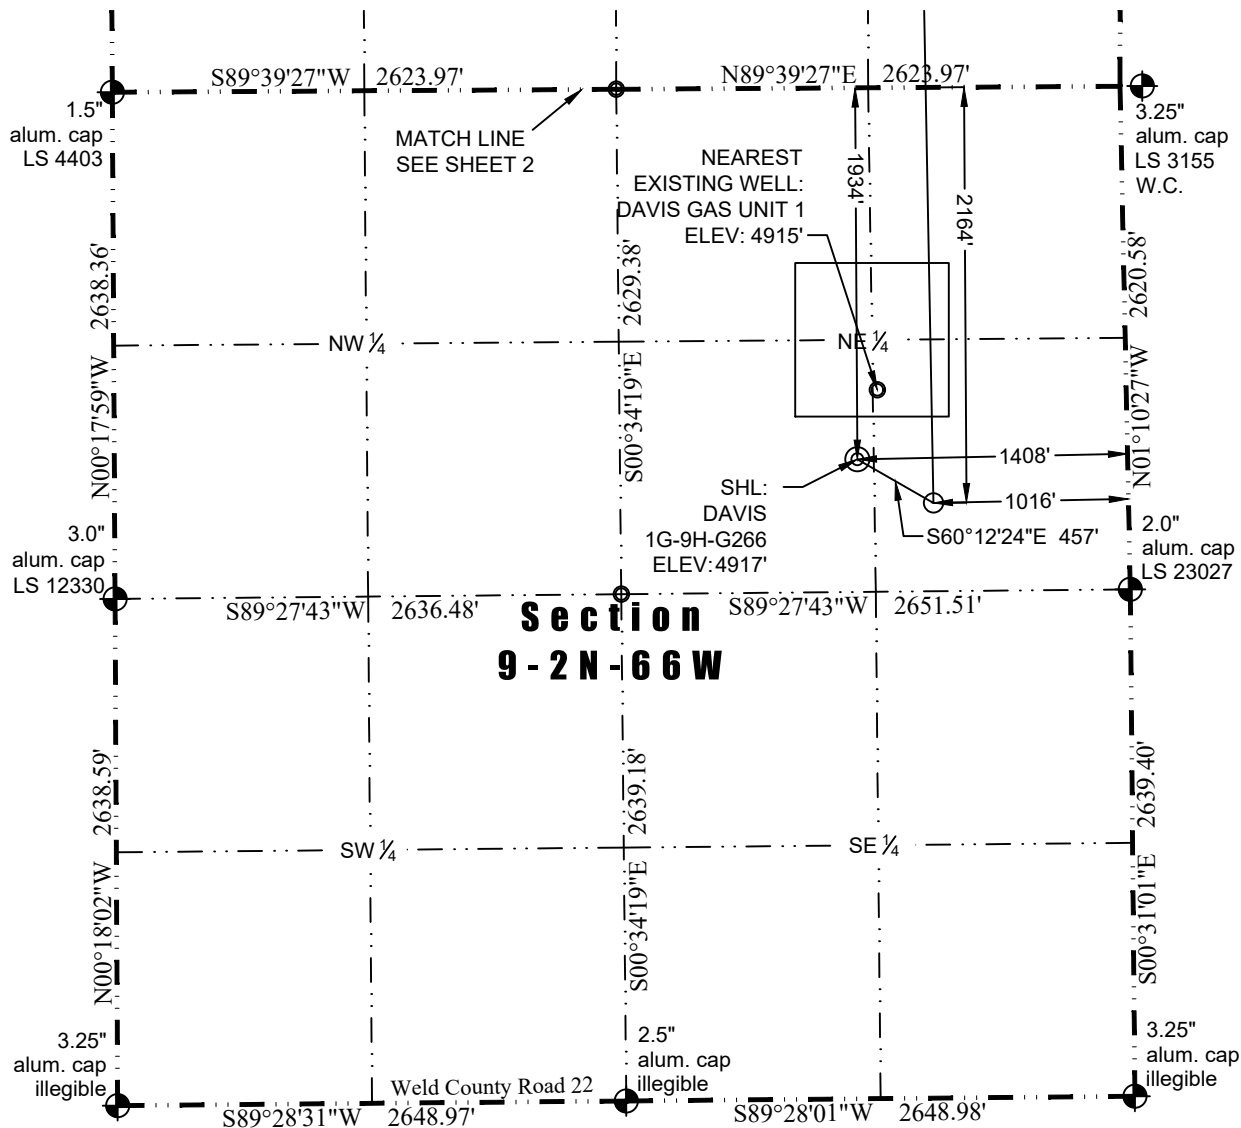 S89°39'27"W 2623.97'
N89°39'27"E 2623.97'
1.5"
alum. cap
LS 4403
MATCH LINE
SEE SHEET 2
3.25"
alum. cap
LS 3155
W.C.
NEAREST
EXISTING WELL:
DAVIS GAS UNIT 1
ELEV: 4915'
1934'
2164'
N00°17'59"W 2638.36'
S00°34'19"E 2629.38'
N01°10'27"W 2620.58'
NW 1/4
NE 1/4
1408'
1016'
S60°12'24"E 457'
SHL:
DAVIS
1G-9H-G266
ELEV:4917'
3.0"
alum. cap
LS 12330
2.0"
alum. cap
LS 23027
S89°27'43"W 2636.48'
S89°27'43"W 2651.51'
Section
9-2N-66W
N00°18'02"W 2638.59'
S00°34'19"E 2639.18'
S00°31'01"E 2639.40'
SW 1/4
SE 1/4
3.25"
alum. cap
illegible
2.5"
alum. cap
illegible
3.25"
alum. cap
illegible
Weld County Road 22
S89°28'31"W 2648.97'
S89°28'01"W 2648.98'